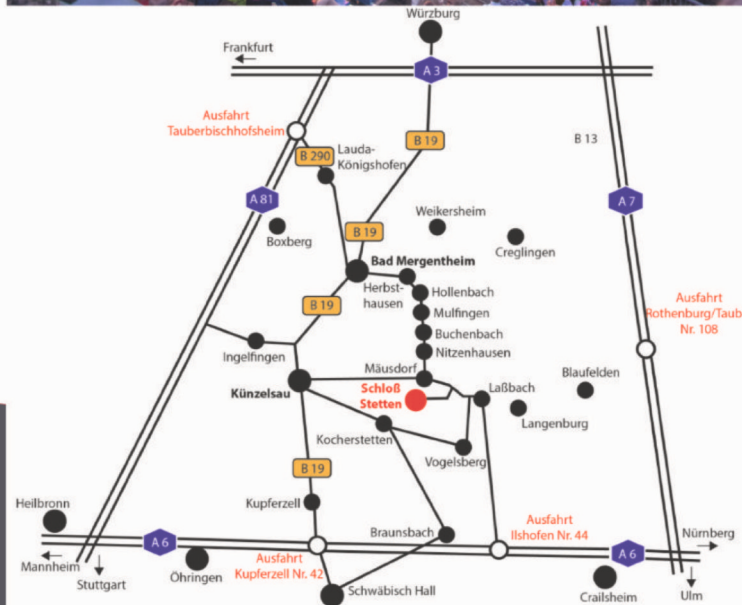 Würzburg
Frankfurt
A 3
Ausfahrt
Tauberbischhofsheim
B 290
Lauda-
Königshofen
B 19
B 13
A 81
A 7
Weikersheim
B 19
Boxberg
Creglingen
Bad Mergentheim
Herbst-
hausen
Hollenbach
B 19
Mulfingen
Ausfahrt
Rothenburg/Taub
Nr. 108
Buchenbach
Ingelfingen
Nitzenhausen
Mäusdorf
Blaufelden
Künzelsau
Schloß
Stetten
Laßbach
Langenburg
Kocherstetten
Vogelsberg
B 19
Heilbronn
Kupferzell
Braunsbach
Ausfahrt
Ilshofen Nr. 44
Nürnberg
A 6
A 6
Mannheim
Stuttgart
Öhringen
Ausfahrt
Kupferzell Nr. 42
Schwäbisch Hall
Crailsheim
Ulm